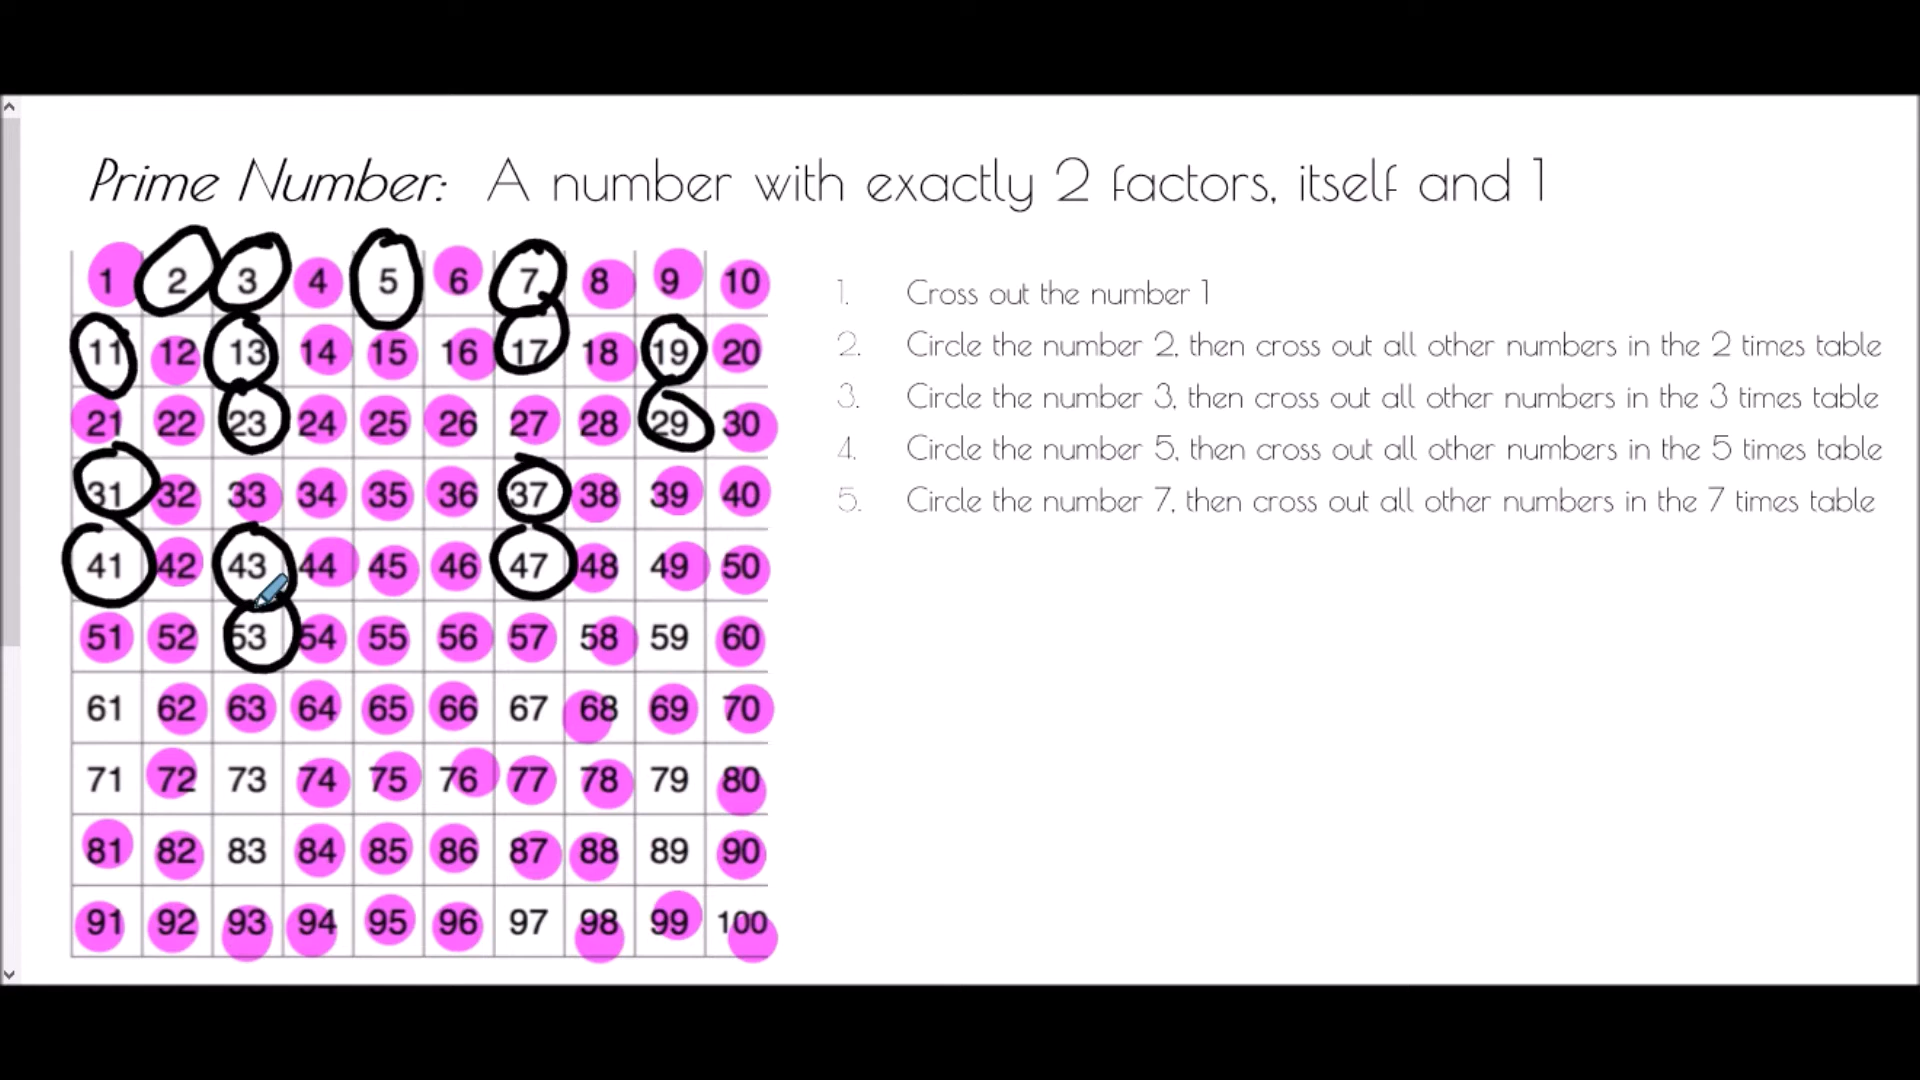 Prime Number: A number with exactly 2 factors, itself and 1
1 2 3 4 5 6 7 8 9 10
11 12 13 14 15 16 17 18 19 20
21 22 23 24 25 26 27 28 29 30
31 32 33 34 35 36 37 38 39 40
41 42 43 44 45 46 47 48 49 50
51 52 53 54 55 56 57 58 59 60
61 62 63 64 65 66 67 68 69 70
71 72 73 74 75 76 77 78 79 80
81 82 83 84 85 86 87 88 89 90
91 92 93 94 95 96 97 98 99 100
1. Cross out the number 1
2. Circle the number 2, then cross out all other numbers in the 2 times table
3. Circle the number 3, then cross out all other numbers in the 3 times table
4. Circle the number 5, then cross out all other numbers in the 5 times table
5. Circle the number 7, then cross out all other numbers in the 7 times table